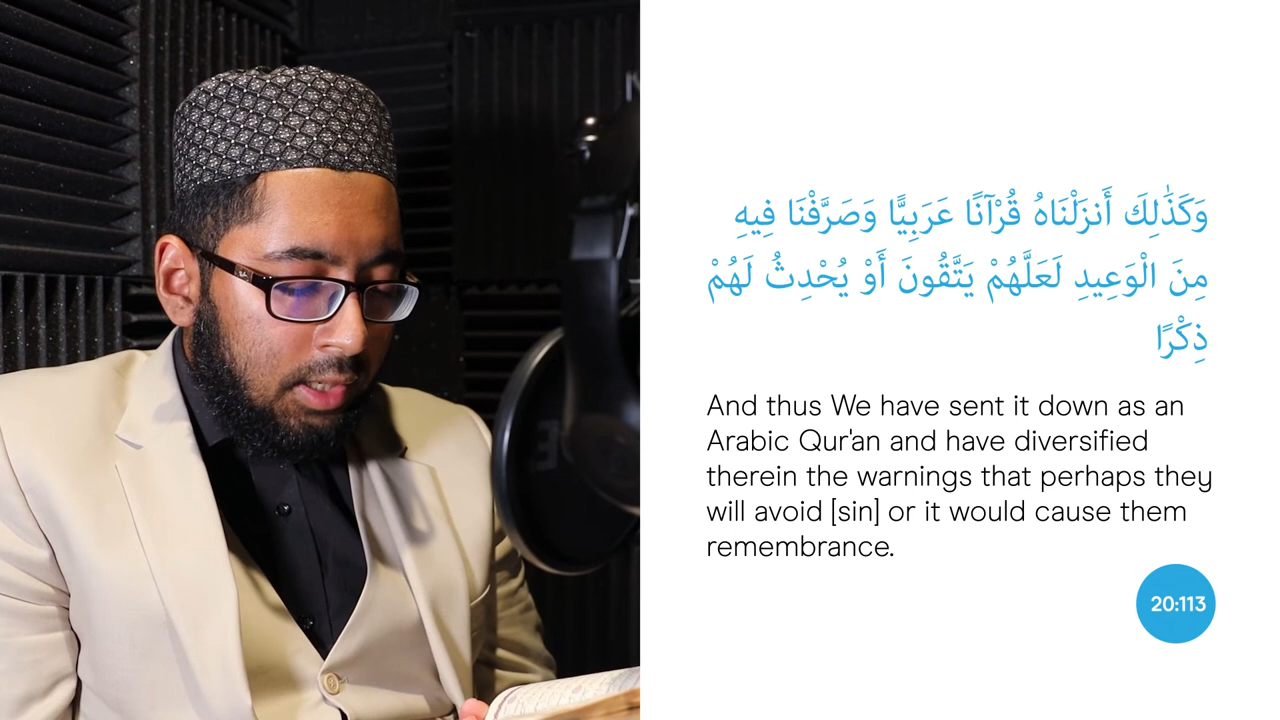 وَكَذَٰلِكَ أَنزَلْنَاهُ قُرْآنًا عَرَبِيًّا وَصَرَّفْنَا فِيهِ
مِنَ الْوَعِيدِ لَعَلَّهُمْ يَتَّقُونَ أَوْ يُحْدِثُ لَهُمْ
ذِكْرًا
And thus We have sent it down as an
Arabic Qur'an and have diversified
therein the warnings that perhaps they
will avoid [sin] or it would cause them
remembrance.
20:113